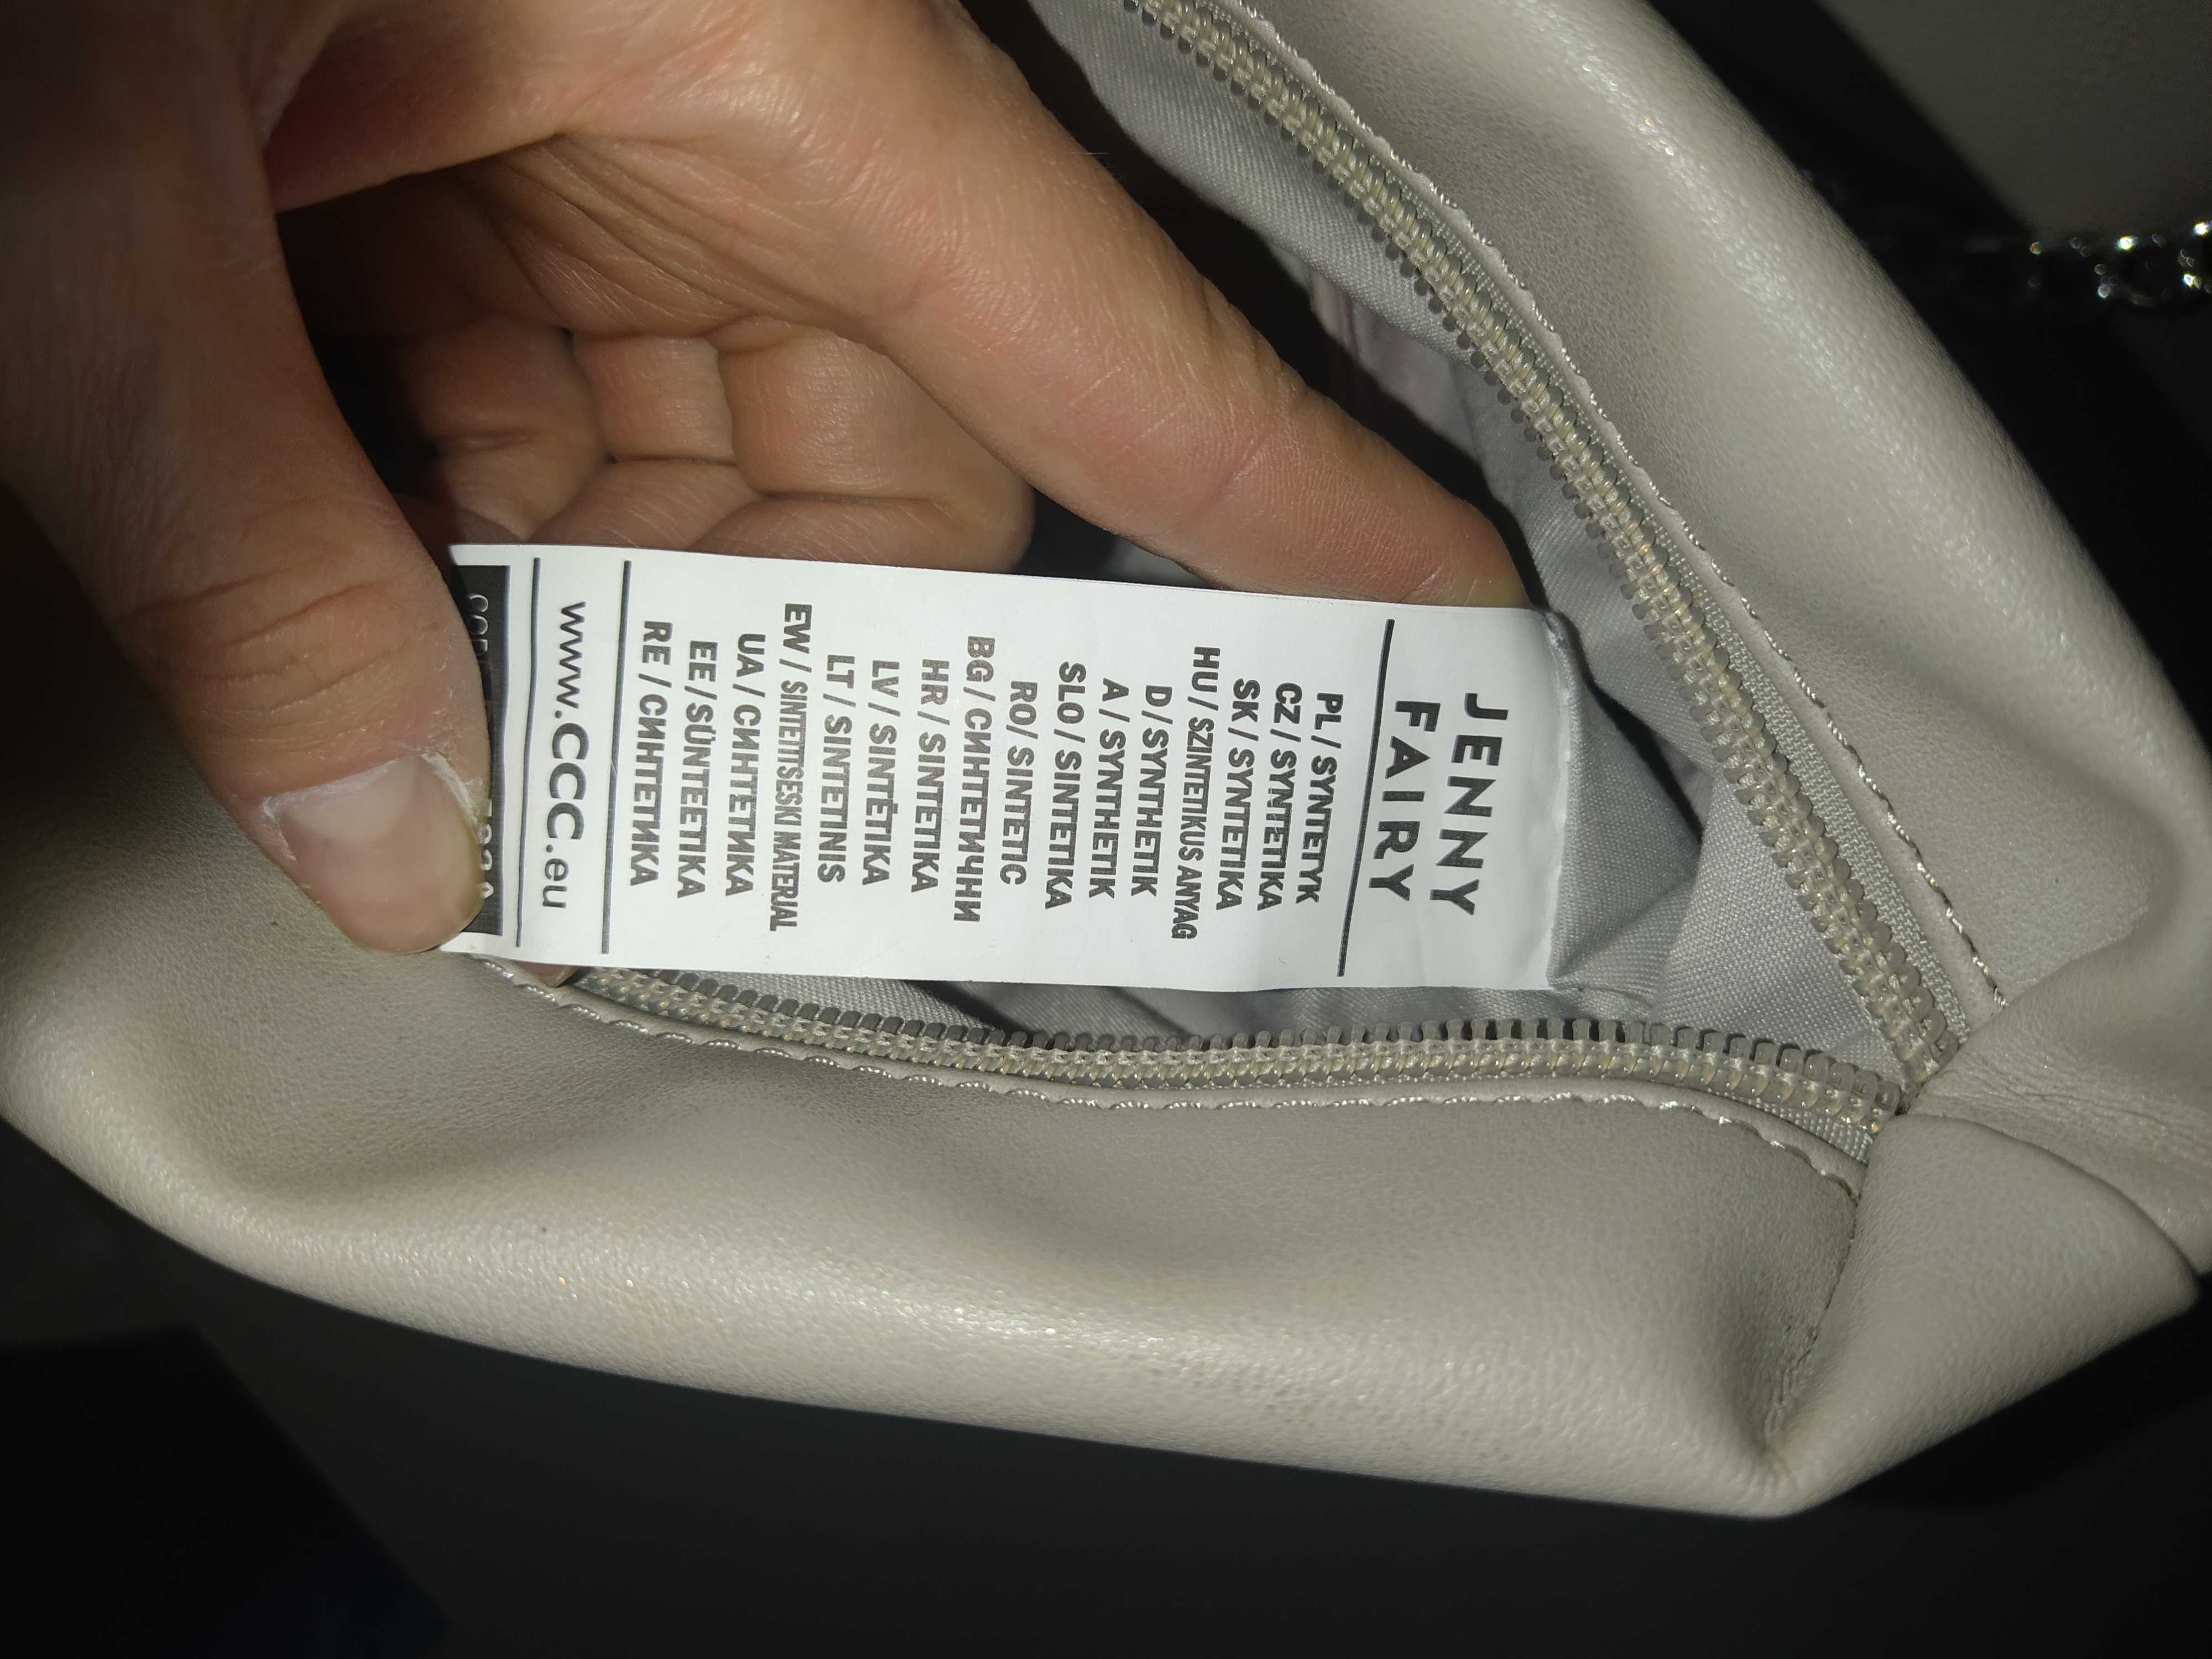 JENNY
FAIRY
PL / SYNTETYK
CZ / SYNTETIKA
SK / SYNTETIKA
HU / SZINTETIKUS ANYAG
D / SYNTHETIK
A / SYNTHETIK
SLO / SINTETIKA
RO / SINTETIC
BG / СИНТЕТИЧНИ
HR / SINTETIKA
LV / SINTĒTIKA
LT / SINTETINIS
EW / SINTETITSESKI MATERJAL
UA / СИНТЕТИКА
EE / SÜNTEETIKA
RE / СИНТЕТИКА
www.CCC.eu